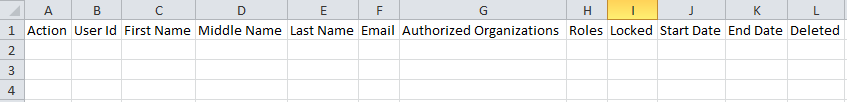 A B C D E F G H I J K L
1 Action User Id First Name Middle Name Last Name Email Authorized Organizations Roles Locked Start Date End Date Deleted
2
3
4